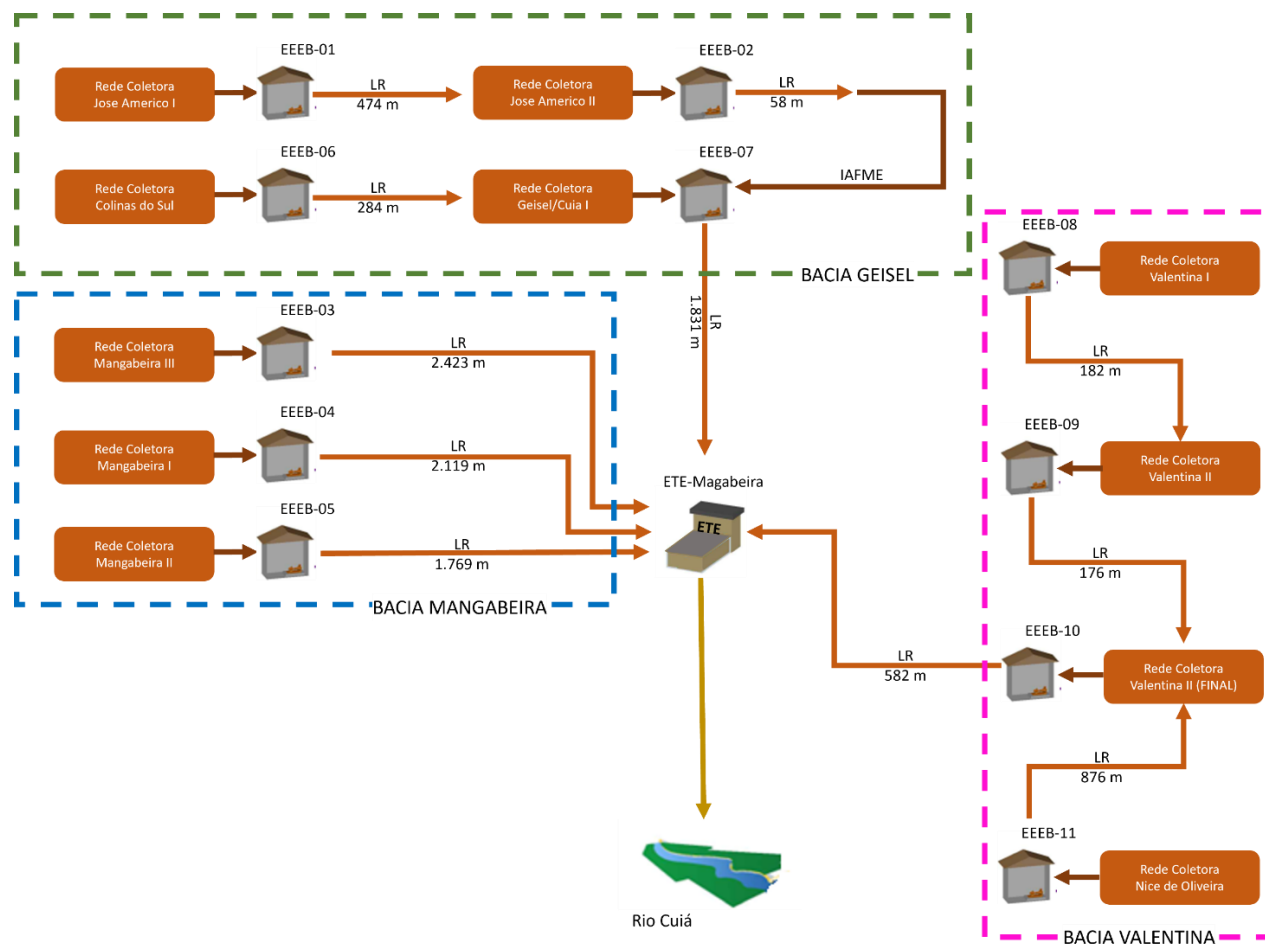 EEEB-01
EEEB-02
Rede Coletora
Jose Americo I
LR
474 m
Rede Coletora
Jose Americo II
LR
58 m
EEEB-06
EEEB-07
Rede Coletora
Colinas do Sul
LR
284 m
Rede Coletora
Geisel/Cuia I
IAFME
BACIA GEISEL
LR
1.831 m
EEEB-03
Rede Coletora
Mangabeira III
LR
2.423 m
EEEB-04
Rede Coletora
Mangabeira I
LR
2.119 m
EEEB-05
Rede Coletora
Mangabeira II
LR
1.769 m
BACIA MANGABEIRA
ETE-Magabeira
ETE
Rio Cuiá
EEEB-08
Rede Coletora
Valentina I
LR
182 m
EEEB-09
Rede Coletora
Valentina II
LR
176 m
EEEB-10
Rede Coletora
Valentina II (FINAL)
LR
582 m
LR
876 m
EEEB-11
Rede Coletora
Nice de Oliveira
BACIA VALENTINA